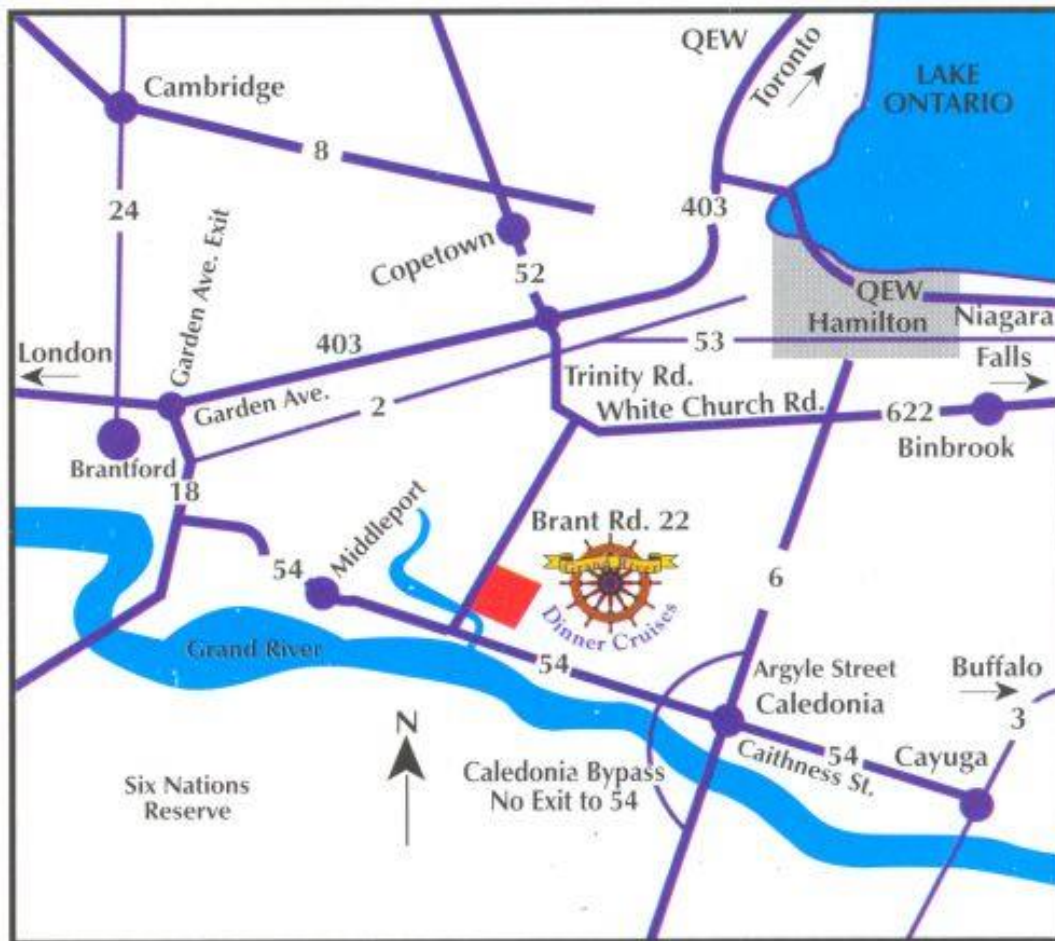 QEW
Toronto
LAKE
ONTARIO
Cambridge
8
24
403
Garden Ave. Exit
Copetown
52
QEW
Hamilton
Niagara
Falls
London
403
53
Garden Ave.
2
Trinity Rd.
White Church Rd.
622
Binbrook
Brantford
18
Middleport
Brant Rd. 22
Grand River
Dinner Cruises
54
6
Grand River
54
Argyle Street
Caledonia
Buffalo
3
N
Caithness St.
54
Cayuga
Six Nations
Reserve
Caledonia Bypass
No Exit to 54